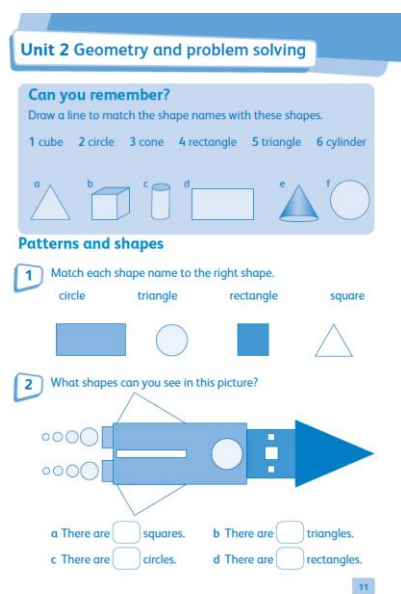 Unit 2 Geometry and problem solving
Can you remember?
Draw a line to match the shape names with these shapes.
1 cube 2 circle 3 cone 4 rectangle 5 triangle 6 cylinder
a b c d e f
Patterns and shapes
1 Match each shape name to the right shape.
circle triangle rectangle square
2 What shapes can you see in this picture?
a There are squares. b There are triangles.
c There are circles. d There are rectangles.
11